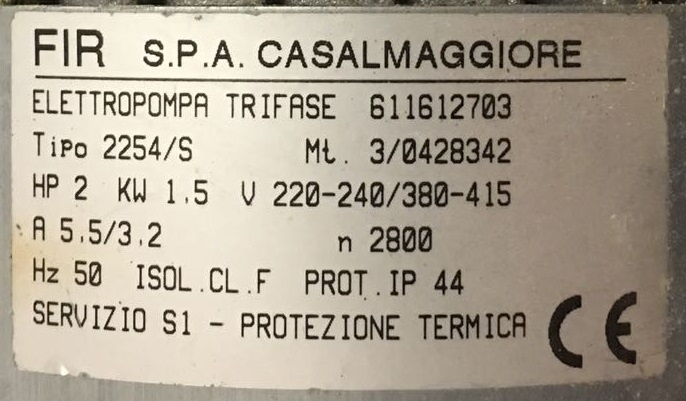 FIR S.P.A. CASALMAGGIORE
ELETTROPOMPA TRIFASE 611612703
Tipo 2254/S Mt. 3/0428342
HP 2 KW 1.5 V 220-240/380-415
A 5.5/3.2 n 2800
Hz 50 ISOL.CL.F PROT.IP 44
SERVIZIO S1 - PROTEZIONE TERMICA CE